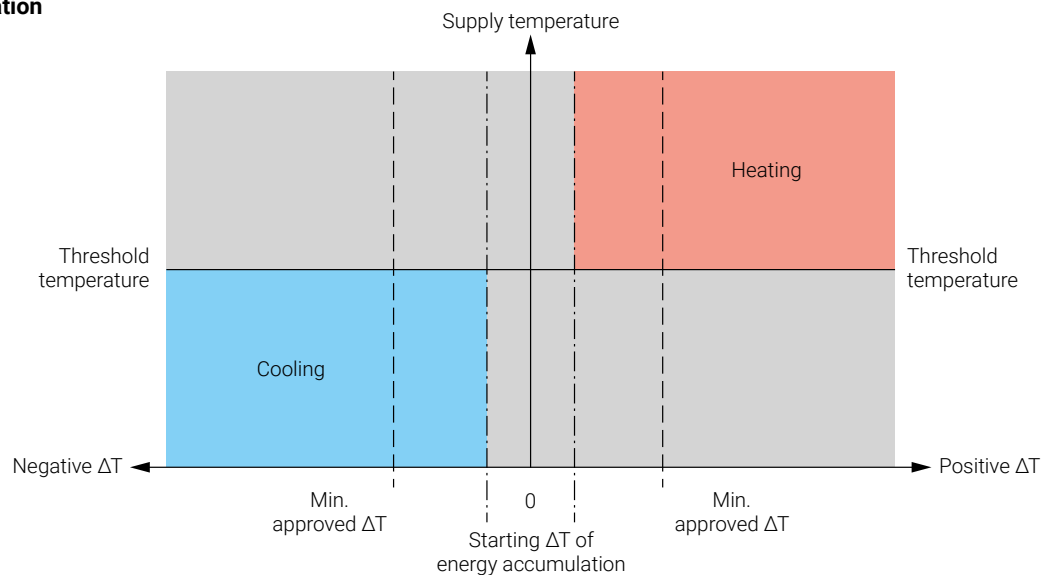 Supply temperature
Heating
Threshold
temperature
Threshold
temperature
Cooling
Negative ΔT
Positive ΔT
Min.
approved ΔT
0
Min.
approved ΔT
Starting ΔT of
energy accumulation